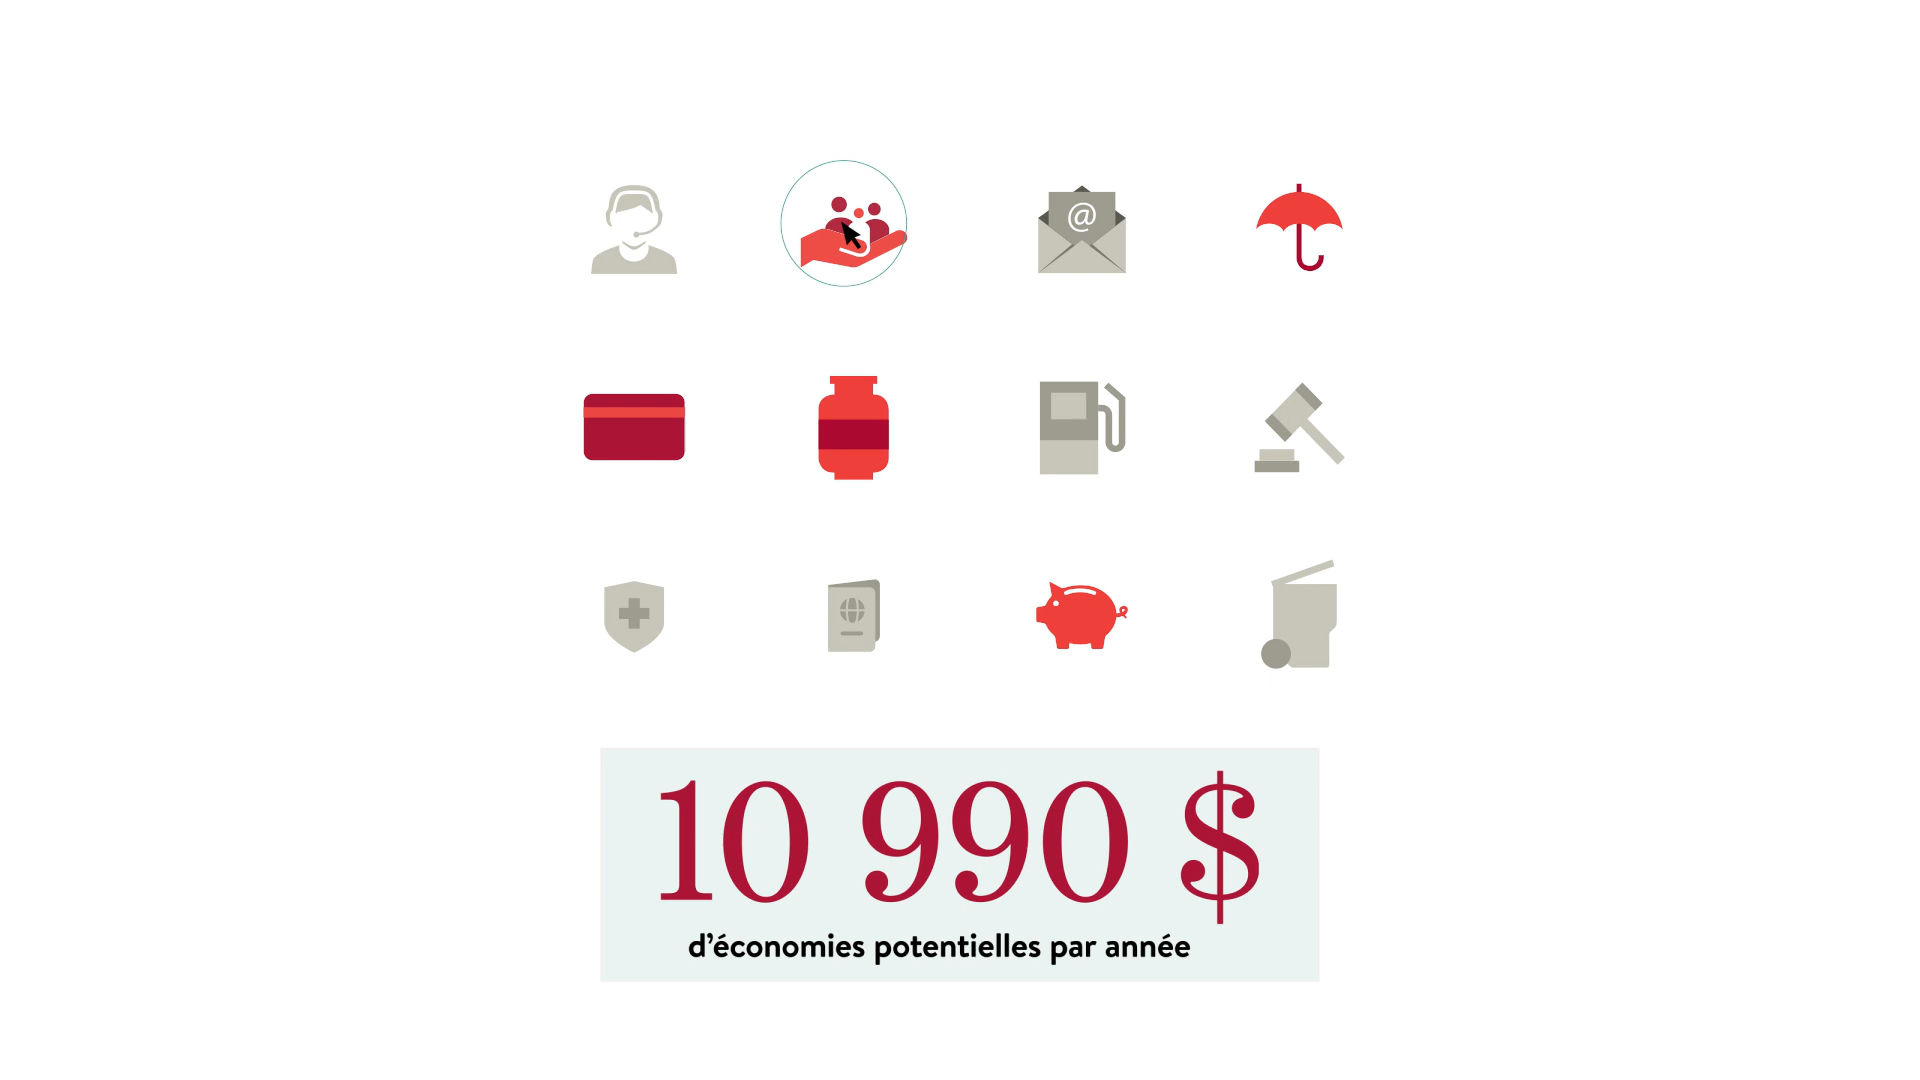 @
10 990 $
d’économies potentielles par année